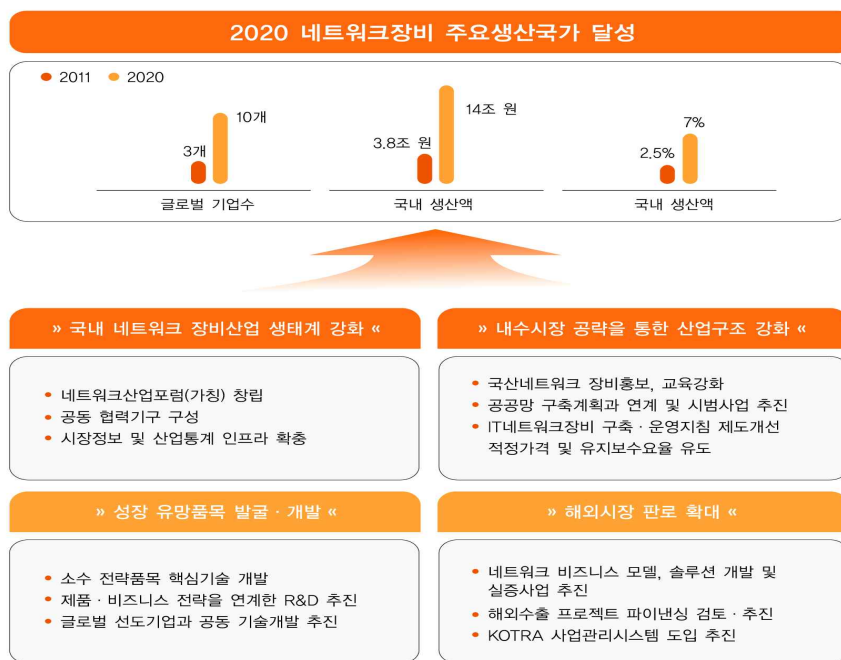 2020 네트워크장비 주요생산국가 달성
2011 2020
3개
10개
글로벌 기업수
3.8조 원
14조 원
국내 생산액
2.5%
7%
국내 생산액
» 국내 네트워크 장비산업 생태계 강화 «
• 네트워크산업포럼(가칭) 창립
• 공동 협력기구 구성
• 시장정보 및 산업통계 인프라 확충
» 내수시장 공략을 통한 산업구조 강화 «
• 국산네트워크 장비홍보, 교육강화
• 공공망 구축계획과 연계 및 시범사업 추진
• IT네트워크장비 구축 · 운영지침 제도개선
적정가격 및 유지보수요율 유도
» 성장 유망품목 발굴 · 개발 «
• 소수 전략품목 핵심기술 개발
• 제품 · 비즈니스 전략을 연계한 R&D 추진
• 글로벌 선도기업과 공동 기술개발 추진
» 해외시장 판로 확대 «
• 네트워크 비즈니스 모델, 솔루션 개발 및
실증사업 추진
• 해외수출 프로젝트 파이낸싱 검토 · 추진
• KOTRA 사업관리시스템 도입 추진